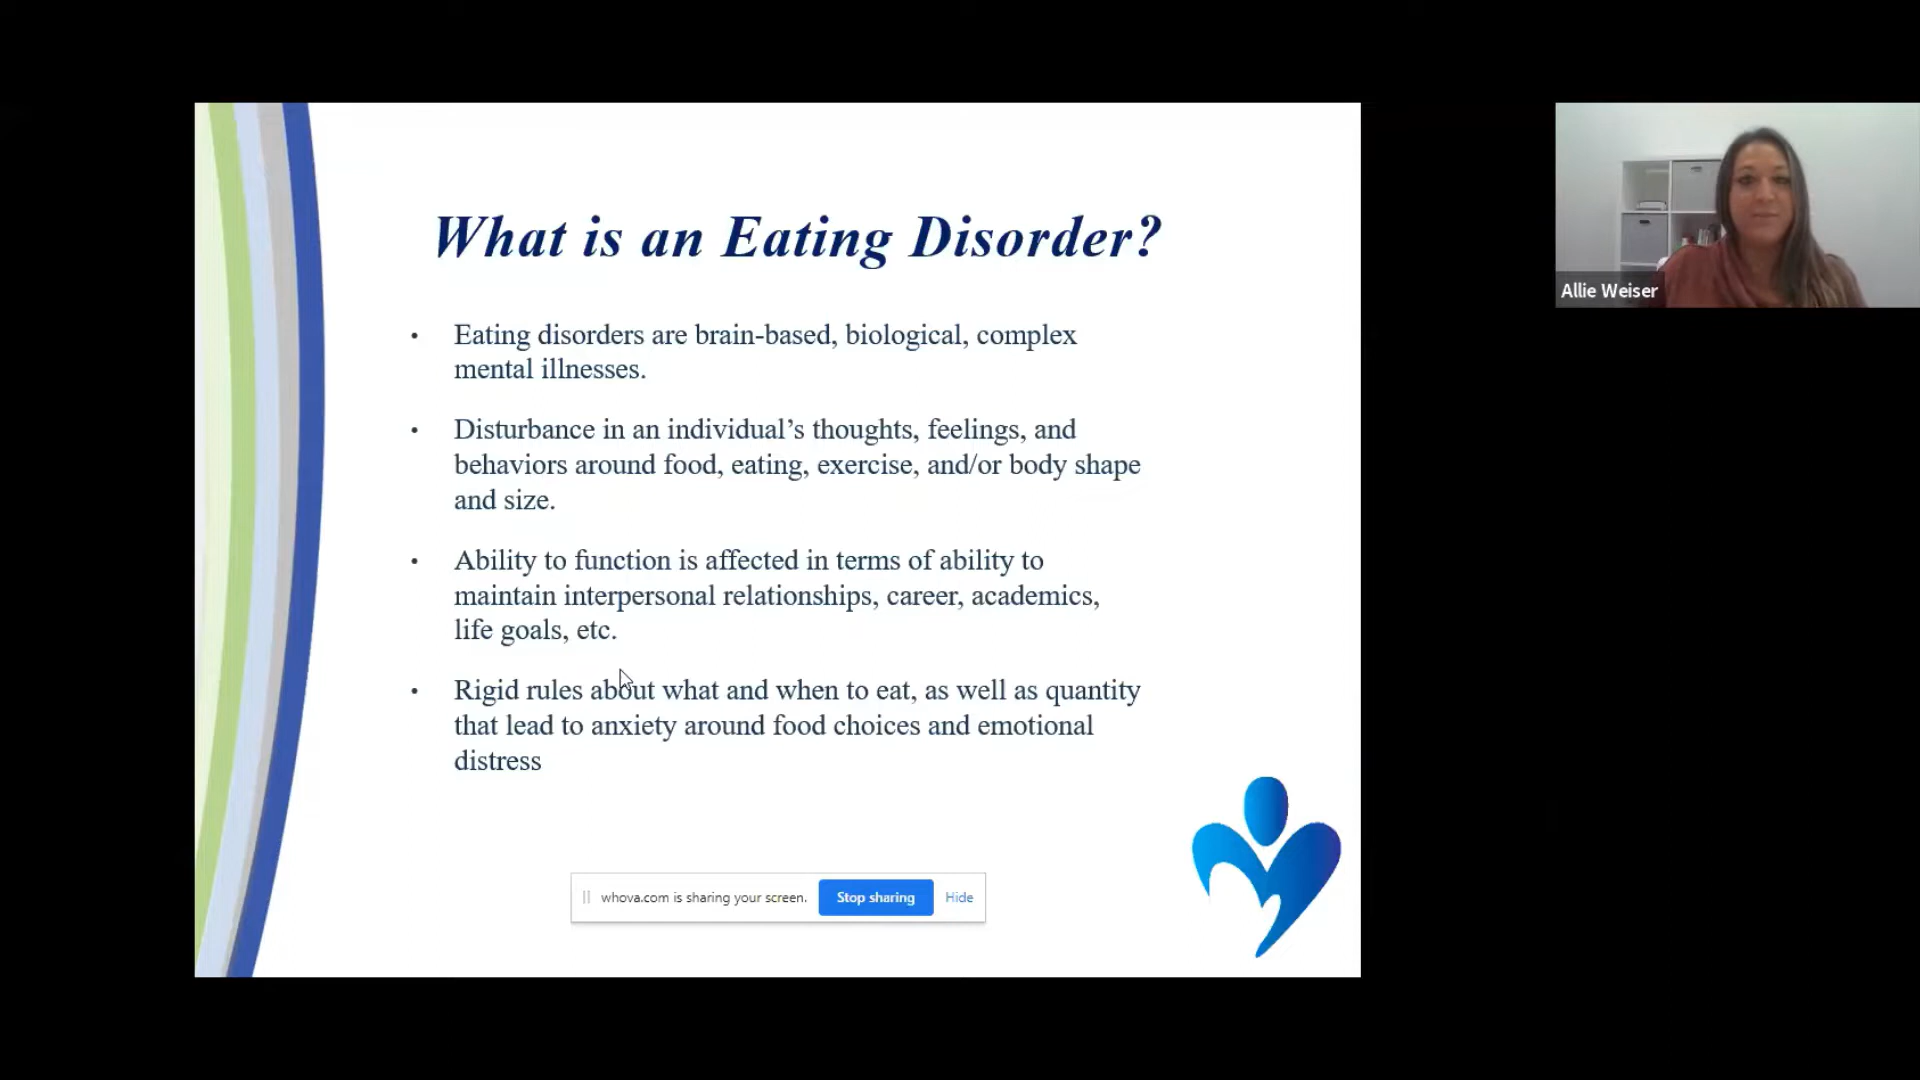 What is an Eating Disorder?
• Eating disorders are brain-based, biological, complex
mental illnesses.
• Disturbance in an individual’s thoughts, feelings, and
behaviors around food, eating, exercise, and/or body shape
and size.
• Ability to function is affected in terms of ability to
maintain interpersonal relationships, career, academics,
life goals, etc.
• Rigid rules about what and when to eat, as well as quantity
that lead to anxiety around food choices and emotional
distress
whova.com is sharing your screen. Stop sharing Hide
Allie Weiser